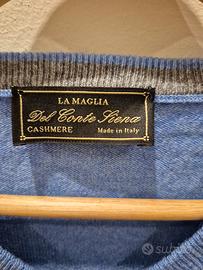 LA MAGLIA
Del Conte Siena
CASHMERE Made in Italy
subito